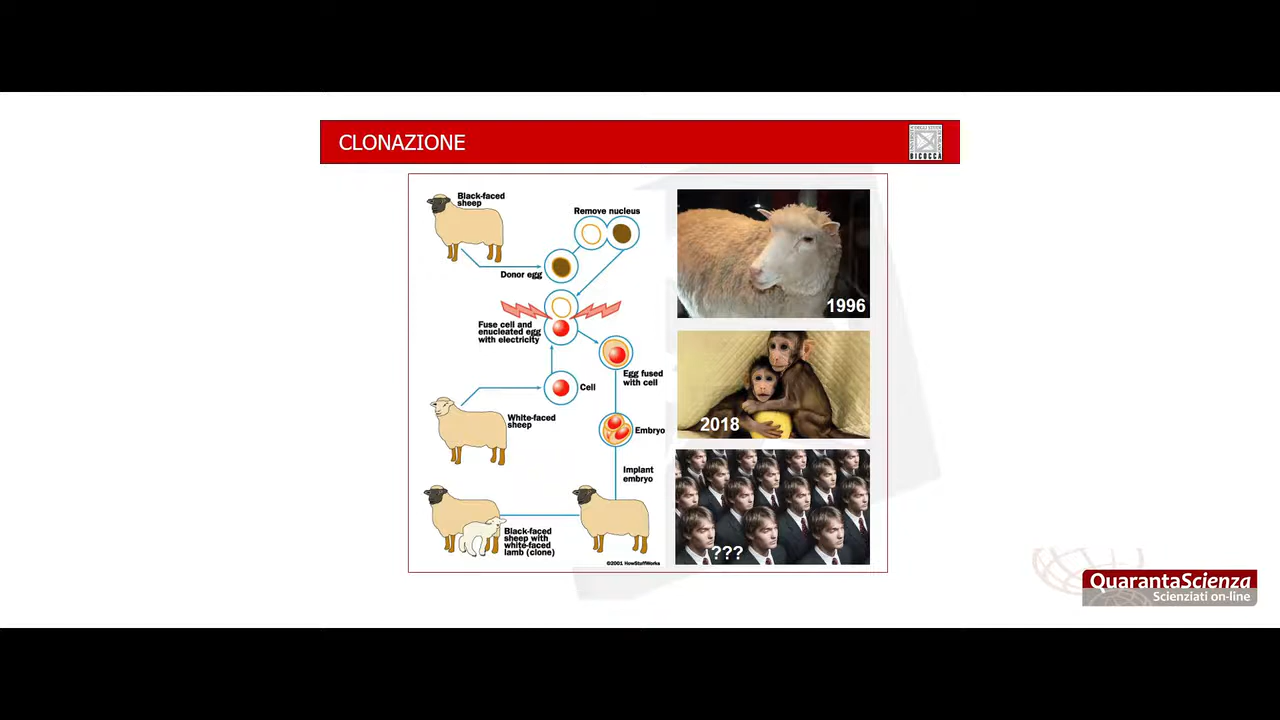 CLONAZIONE
BICOCCA
Black-faced
sheep
Remove nucleus
Donor egg
Fuse cell and
enucleated egg
with electricity
Egg fused
with cell
Cell
White-faced
sheep
Embryo
Implant
embryo
Black-faced
sheep with
white-faced
lamb (clone)
©2001 HowStuffWorks
1996
2018
???
QuarantaScienza
Scienziati on-line